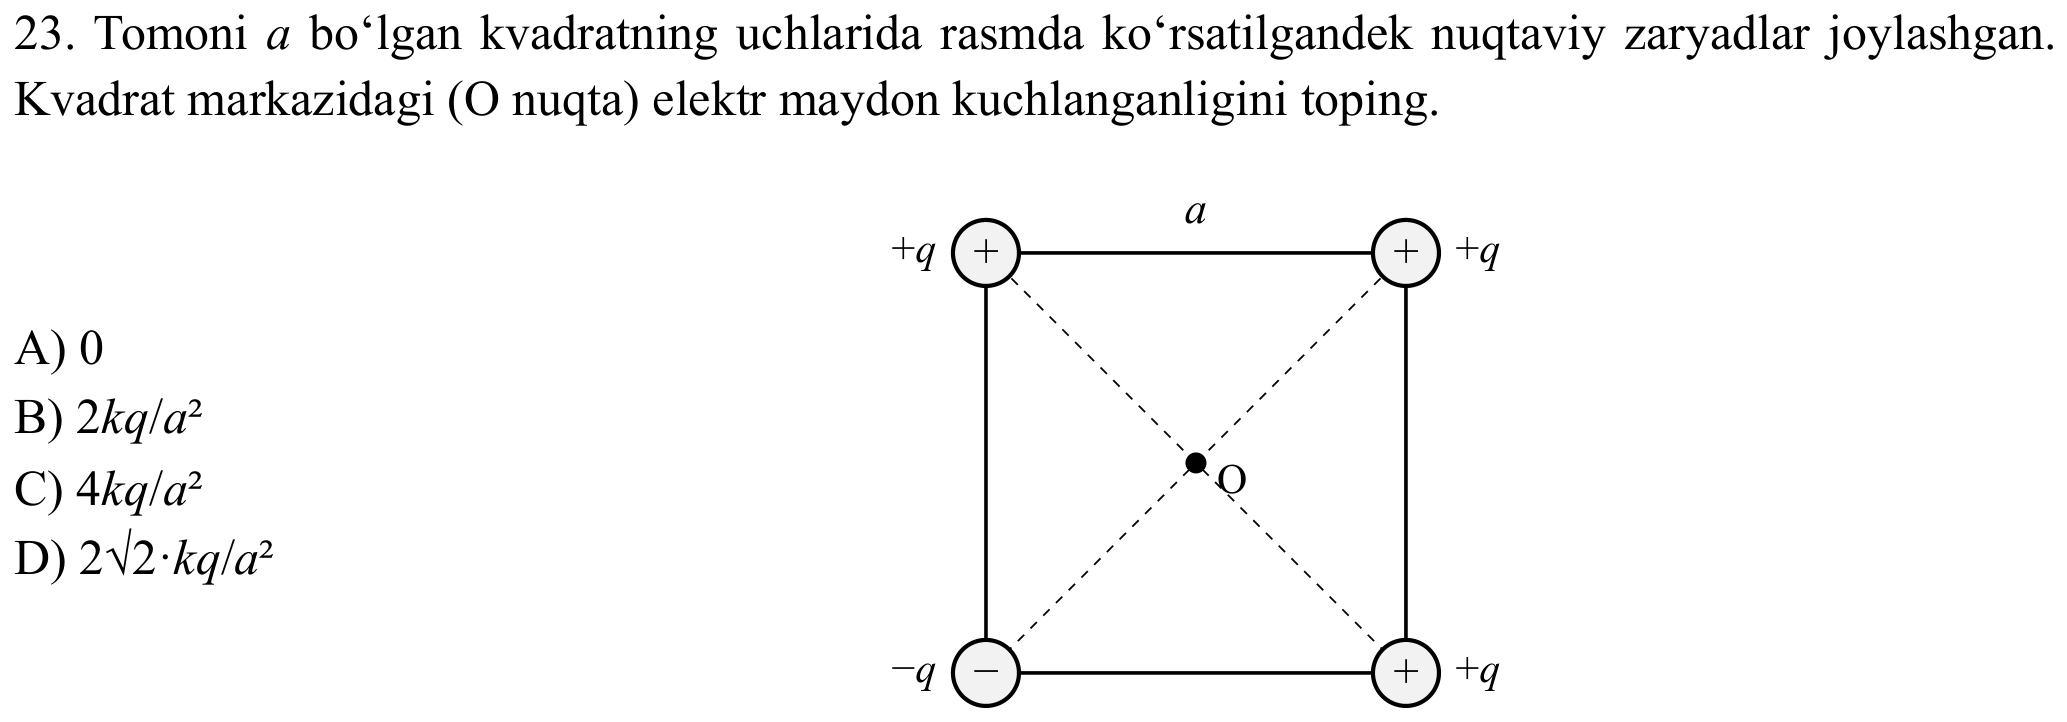 23. Tomoni a bo‘lgan kvadratning uchlarida rasmda ko‘rsatilgandek nuqtaviy zaryadlar joylashgan.
Kvadrat markazidagi (O nuqta) elektr maydon kuchlanganligini toping.
a
+q + + +q
A) 0
B) 2kq/a²
C) 4kq/a²
O
D) 2√2·kq/a²
−q − + +q